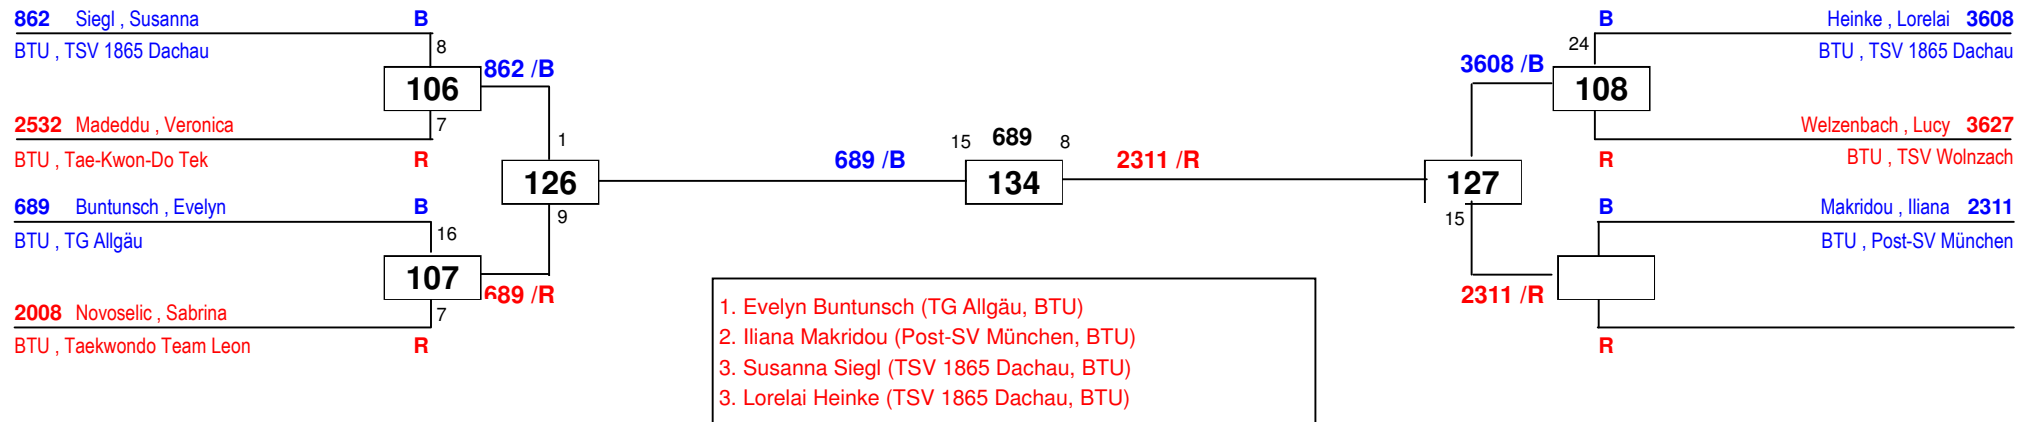 862 Siegl , Susanna B
8
BTU , TSV 1865 Dachau
862 /B
106
2532 Madeddu , Veronica 7
BTU , Tae-Kwon-Do Tek R
1
126
9
689 Buntunsch , Evelyn B
16
BTU , TG Allgäu
107
689 /R
2008 Novoselic , Sabrina 7
BTU , Taekwondo Team Leon R
689 /B
15 689 8
134
2311 /R
B Heinke , Lorelai 3608
24
BTU , TSV 1865 Dachau
3608 /B
108
Welzenbach , Lucy 3627
R BTU , TSV Wolnzach
127
15
B Makridou , Iliana 2311
BTU , Post-SV München
2311 /R
R
1. Evelyn Buntunsch (TG Allgäu, BTU)
2. Iliana Makridou (Post-SV München, BTU)
3. Susanna Siegl (TSV 1865 Dachau, BTU)
3. Lorelai Heinke (TSV 1865 Dachau, BTU)